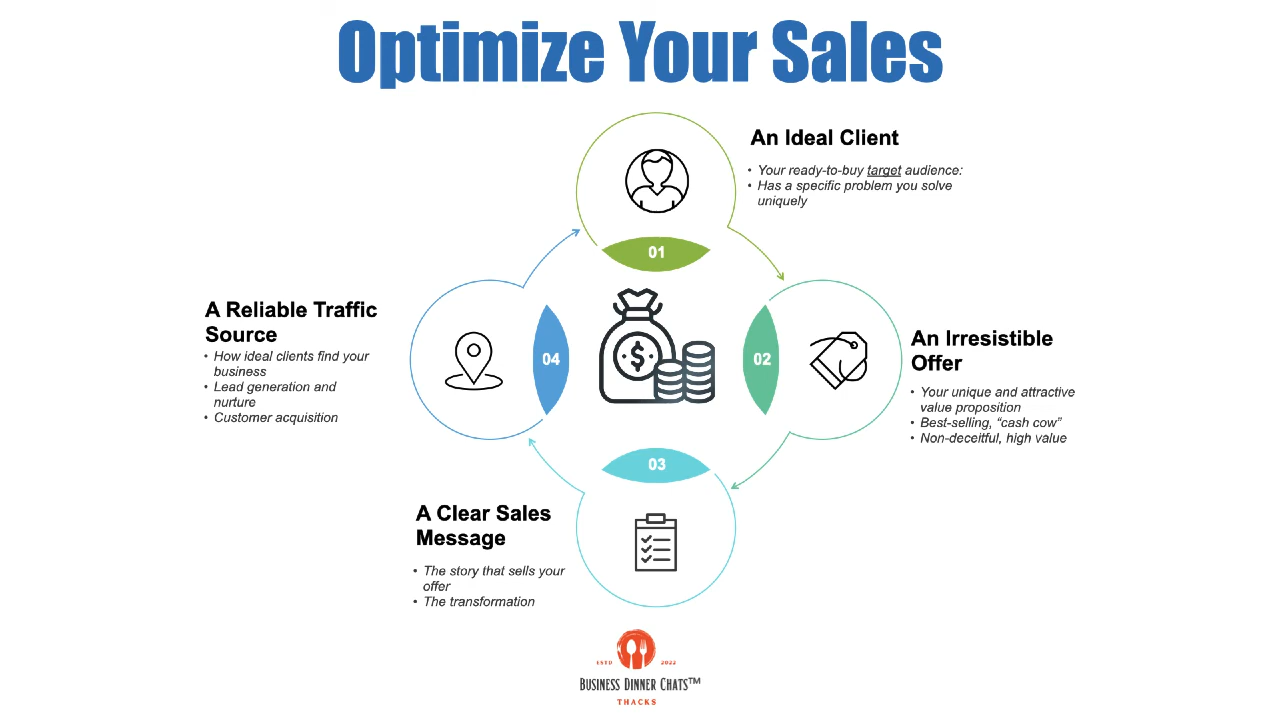 Optimize Your Sales
An Ideal Client
• Your ready-to-buy target audience:
• Has a specific problem you solve
uniquely
01
A Reliable Traffic
Source
• How ideal clients find your
business
• Lead generation and
nurture
• Customer acquisition
04
$
02
An Irresistible
Offer
• Your unique and attractive
value proposition
• Best-selling, “cash cow”
• Non-deceitful, high value
03
A Clear Sales
Message
• The story that sells your
offer
• The transformation
ESTD 2022
BUSINESS DINNER CHATS™
THACKS